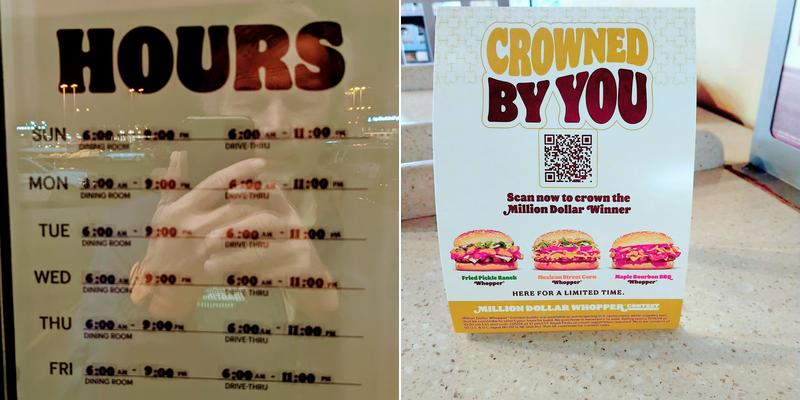 HOURS
SUN 6:00 AM - 9:00 PM 6:00 AM - 11:00 PM
DINING ROOM DRIVE-THRU
MON 6:00 AM - 9:00 PM 6:00 AM - 11:00 PM
DINING ROOM DRIVE-THRU
TUE 6:00 AM - 9:00 PM 6:00 AM - 11:00 PM
DINING ROOM DRIVE-THRU
WED 6:00 AM - 9:00 PM 6:00 AM - 11:00 PM
DINING ROOM DRIVE-THRU
THU 6:00 AM - 9:00 PM 6:00 AM - 11:00 PM
DINING ROOM DRIVE-THRU
FRI 6:00 AM - 9:00 PM 6:00 AM - 11:00 PM
DINING ROOM DRIVE-THRU
CROWNED
BY YOU
Scan now to crown the
Million Dollar Winner
Fried Pickle Ranch
Whopper
Mexican Street Corn
Whopper
Maple Bourbon BBQ
Whopper
HERE FOR A LIMITED TIME.
MILLION DOLLAR WHOPPER CONTEST